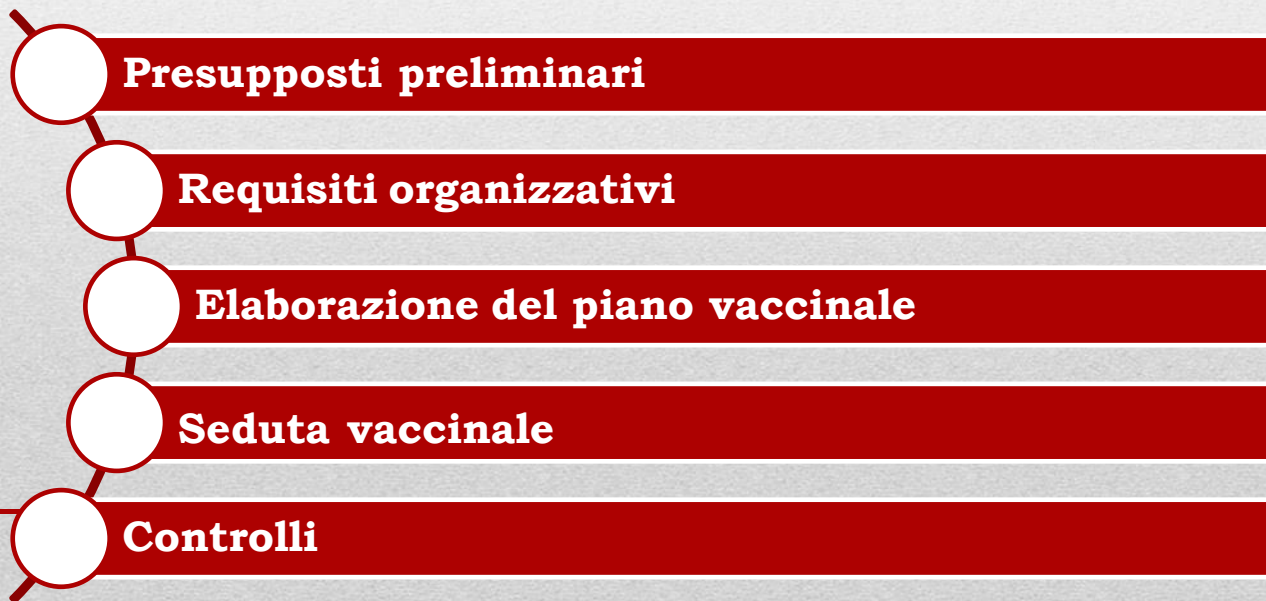 Presupposti preliminari
Requisiti organizzativi
Elaborazione del piano vaccinale
Seduta vaccinale
Controlli